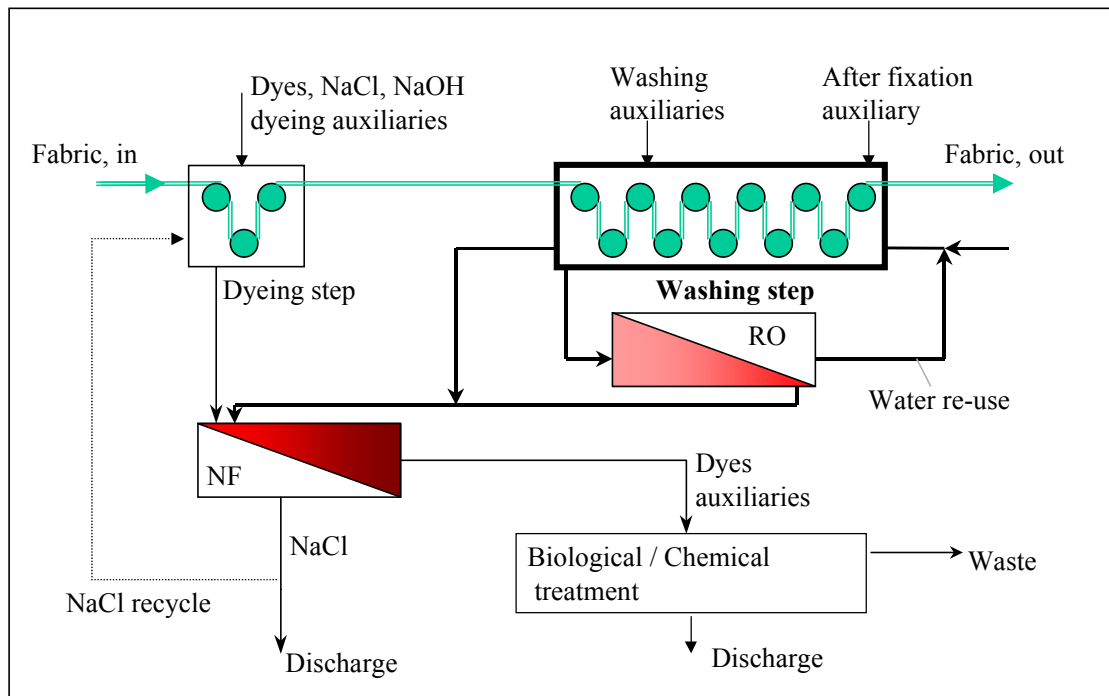 Dyes, NaCl, NaOH
dyeing auxiliaries
Washing
auxiliaries
After fixation
auxiliary
Fabric, in
Fabric, out
Dyeing step
Washing step
RO
Water re-use
NF
Dyes
auxiliaries
NaCl
Biological / Chemical
treatment
Waste
NaCl recycle
Discharge
Discharge